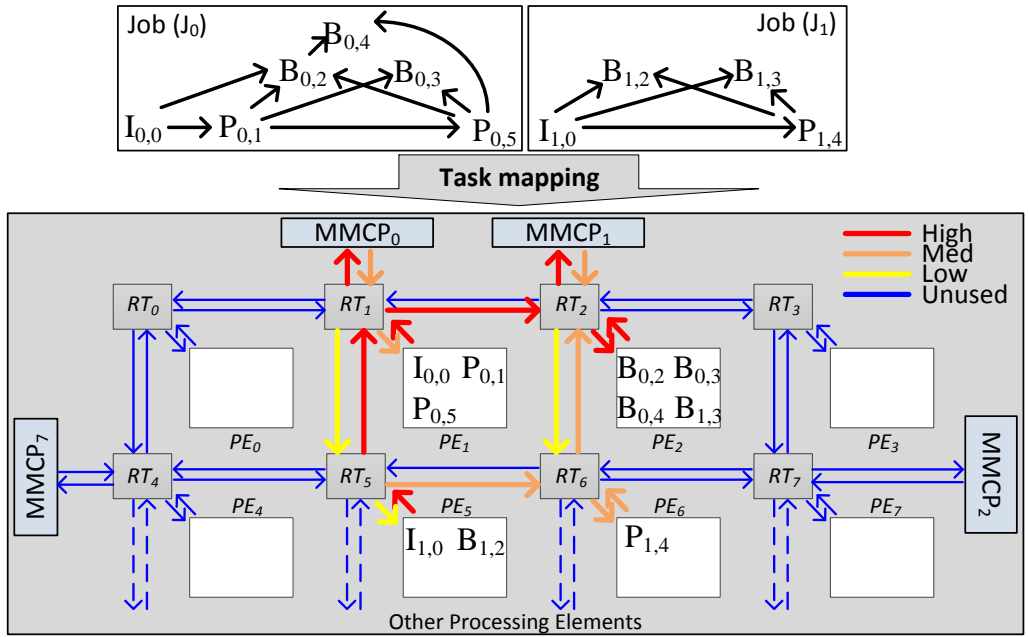 Job (J0)
B0,4
B0,2 B0,3
I0,0 P0,1 P0,5
Job (J1)
B1,2 B1,3
I1,0 P1,4
Task mapping
MMCP0 MMCP1
High
Med
Low
Unused
RT0 RT1 RT2 RT3
I0,0 P0,1
P0,5
B0,2 B0,3
B0,4 B1,3
PE0 PE1 PE2 PE3
MMCP7
RT4 RT5 RT6 RT7
MMCP2
PE4 PE5 PE6 PE7
I1,0 B1,2
P1,4
Other Processing Elements